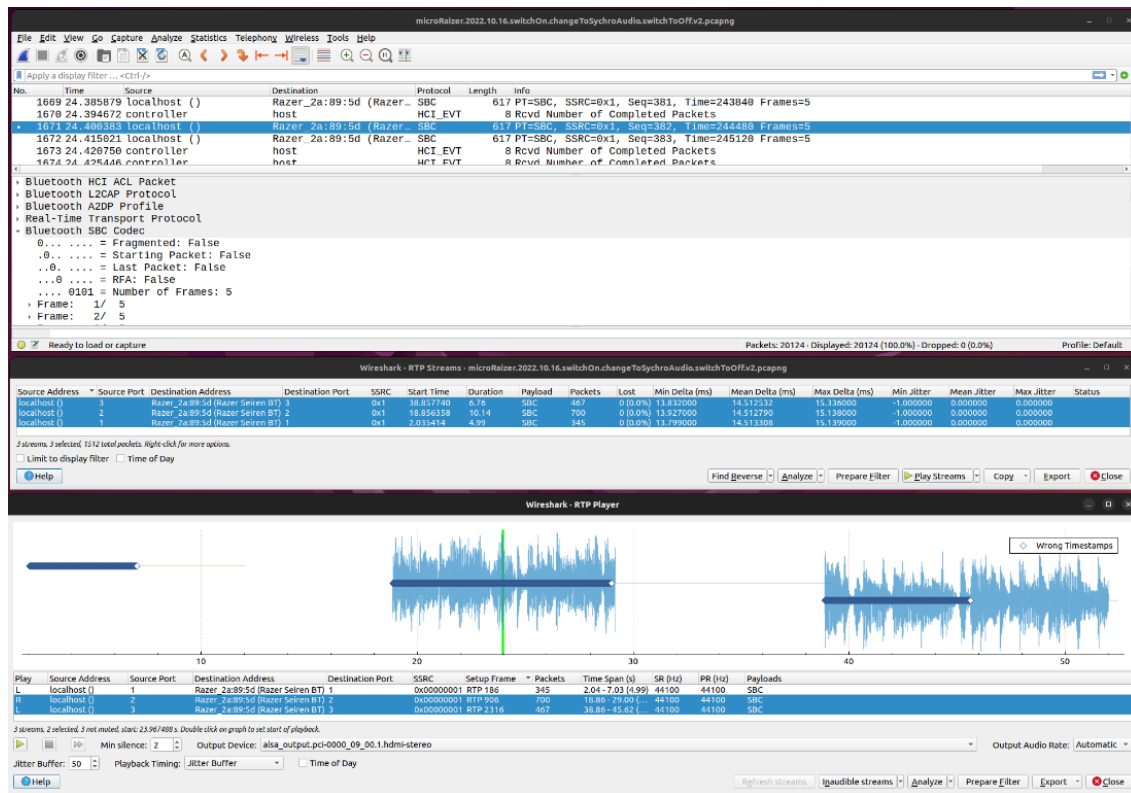 microRaizer.2022.10.16.switchOn.changeToSychroAudio.switchToOff.v2.pcapng
File Edit View Go Capture Analyze Statistics Telephony Wireless Tools Help
Apply a display filter ... <Ctrl-/>
No. Time Source Destination Protocol Length Info
1669 24.385879 localhost () Razer_2a:89:5d (Razer_… SBC 617 PT=SBC, SSRC=0x1, Seq=381, Time=243840 Frames=5
1670 24.394672 controller host HCI_EVT 8 Rcvd Number of Completed Packets
1671 24.400383 localhost () Razer_2a:89:5d (Razer_… SBC 617 PT=SBC, SSRC=0x1, Seq=382, Time=244480 Frames=5
1672 24.415021 localhost () Razer_2a:89:5d (Razer_… SBC 617 PT=SBC, SSRC=0x1, Seq=383, Time=245120 Frames=5
1673 24.420750 controller host HCI_EVT 8 Rcvd Number of Completed Packets
1674 24.425446 controller host HCI_EVT 8 Rcvd Number of Completed Packets
Bluetooth HCI ACL Packet
Bluetooth L2CAP Protocol
Bluetooth A2DP Profile
Real-Time Transport Protocol
Bluetooth SBC Codec
0... .... = Fragmented: False
.0.. .... = Starting Packet: False
..0. .... = Last Packet: False
...0 .... = RFA: False
.... 0101 = Number of Frames: 5
Frame: 1/ 5
Frame: 2/ 5
Ready to load or capture Packets: 20124 · Displayed: 20124 (100.0%) · Dropped: 0 (0.0%) Profile: Default
Wireshark · RTP Streams · microRaizer.2022.10.16.switchOn.changeToSychroAudio.switchToOff.v2.pcapng
Source Address Source Port Destination Address Destination Port SSRC Start Time Duration Payload Packets Lost Min Delta (ms) Mean Delta (ms) Max Delta (ms) Min Jitter Mean Jitter Max Jitter Status
localhost () 3 Razer_2a:89:5d (Razer Seiren BT) 3 0x1 38.857740 6.76 SBC 467 0 (0.0%) 13.832000 14.512532 15.336000 -1.000000 0.000000 0.000000
localhost () 2 Razer_2a:89:5d (Razer Seiren BT) 2 0x1 18.856358 10.14 SBC 700 0 (0.0%) 13.927000 14.512790 15.138000 -1.000000 0.000000 0.000000
localhost () 1 Razer_2a:89:5d (Razer Seiren BT) 1 0x1 2.035414 4.99 SBC 345 0 (0.0%) 13.799000 14.513308 15.139000 -1.000000 0.000000 0.000000
3 streams, 3 selected, 1512 total packets. Right-click for more options.
Limit to display filter Time of Day
Help Find Reverse Analyze Prepare Filter Play Streams Copy Export Close
Wireshark · RTP Player
Wrong Timestamps
10 20 30 40 50
Play Source Address Source Port Destination Address Destination Port SSRC Setup Frame Packets Time Span (s) SR (Hz) PR (Hz) Payloads
L localhost () 1 Razer_2a:89:5d (Razer Seiren BT) 1 0x00000001 RTP 186 345 2.04 - 7.03 (4.99) 44100 44100 SBC
R localhost () 2 Razer_2a:89:5d (Razer Seiren BT) 2 0x00000001 RTP 906 700 18.86 - 29.00 (… 44100 44100 SBC
L localhost () 3 Razer_2a:89:5d (Razer Seiren BT) 3 0x00000001 RTP 2316 467 38.86 - 45.62 (… 44100 44100 SBC
3 streams, 2 selected, 3 not muted, start: 23.967488 s. Double click on graph to set start of playback.
Min silence: 2 Output Device: alsa_output.pci-0000_09_00.1.hdmi-stereo Output Audio Rate: Automatic
Jitter Buffer: 50 Playback Timing: Jitter Buffer Time of Day
Help Refresh streams Inaudible streams Analyze Prepare Filter Export Close